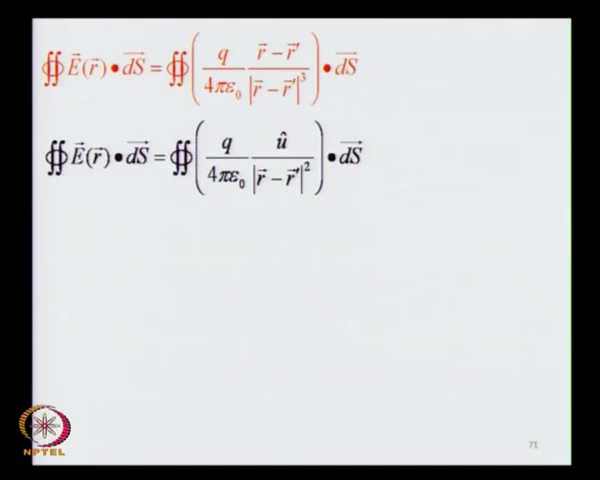 ∯ E⃗(r⃗) • dS⃗ = ∯ ( q / 4πε₀ (r⃗ − r⃗′) / |r⃗ − r⃗′|³ ) • dS⃗
∯ E⃗(r⃗) • dS⃗ = ∯ ( q / 4πε₀ û / |r⃗ − r⃗′|² ) • dS⃗
NPTEL
71